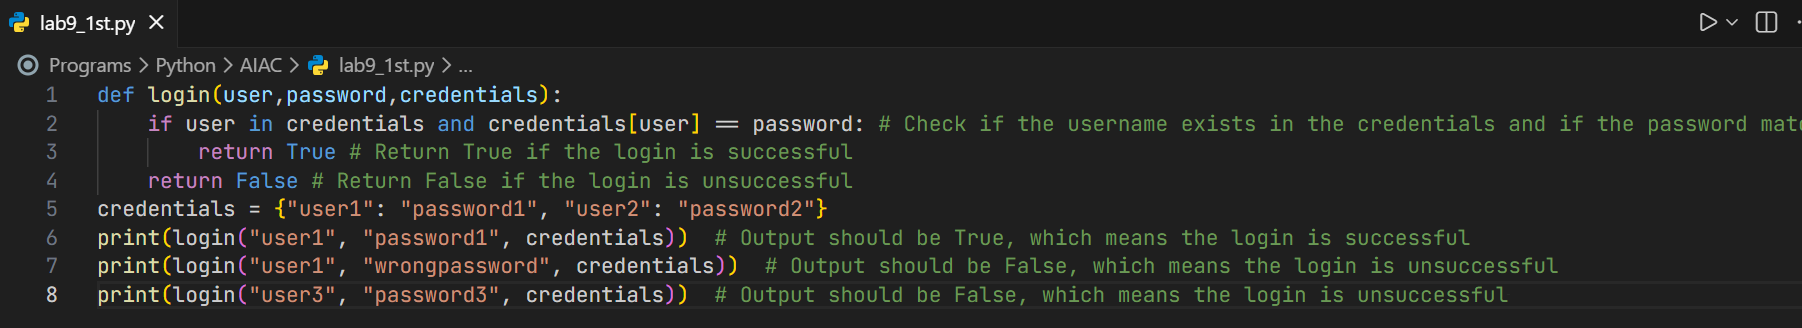 lab9_1st.py
Programs > Python > AIAC > lab9_1st.py > ...
1 def login(user,password,credentials):
2     if user in credentials and credentials[user] == password: # Check if the username exists in the credentials and if the password
3         return True # Return True if the login is successful
4     return False # Return False if the login is unsuccessful
5 credentials = {"user1": "password1", "user2": "password2"}
6 print(login("user1", "password1", credentials))  # Output should be True, which means the login is successful
7 print(login("user1", "wrongpassword", credentials))  # Output should be False, which means the login is unsuccessful
8 print(login("user3", "password3", credentials))  # Output should be False, which means the login is unsuccessful